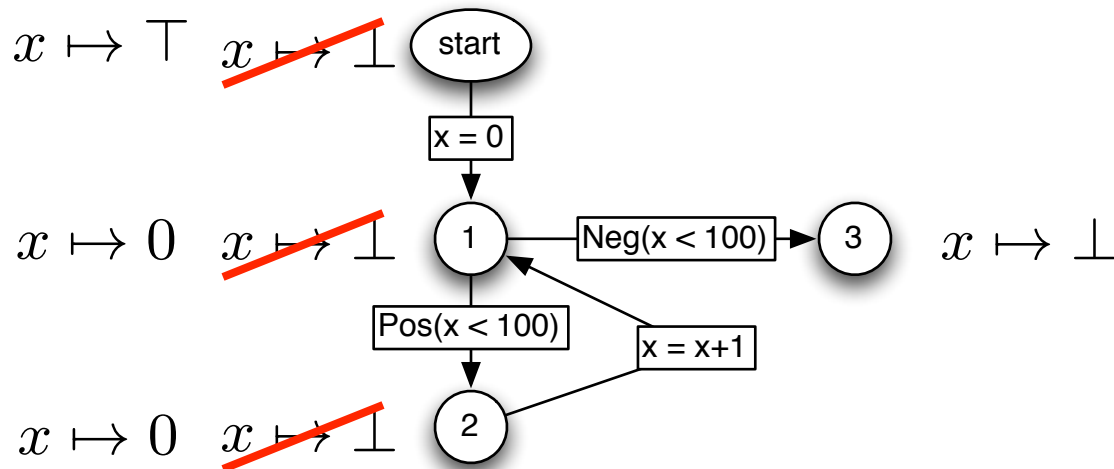 x ↦ ⊤ x ↦ ⊥ start
x = 0
x ↦ 0 x ↦ ⊥ 1 Neg(x < 100) 3 x ↦ ⊥
Pos(x < 100)
x = x+1
x ↦ 0 x ↦ ⊥ 2